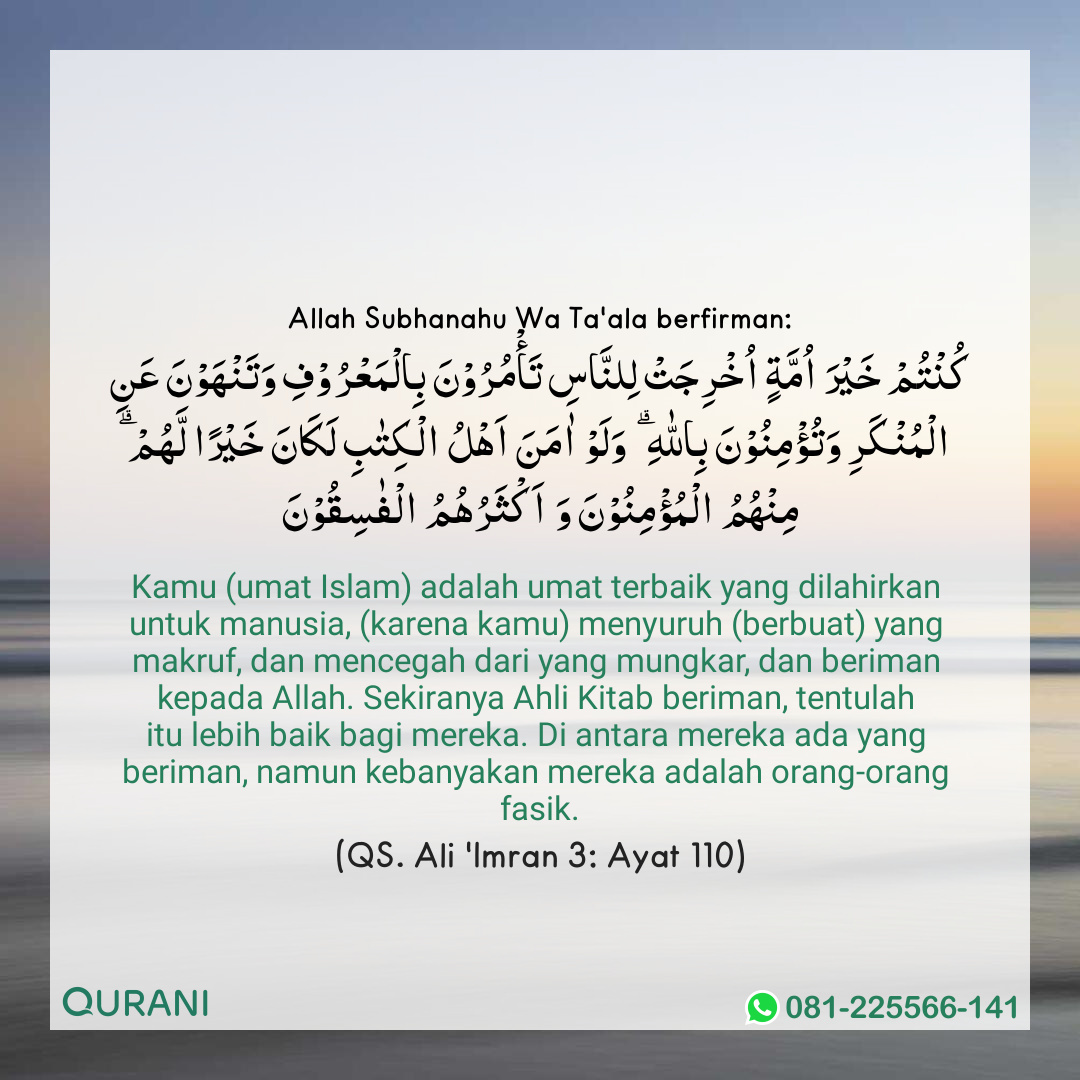 Allah Subhanahu Wa Ta'ala berfirman:
كُنْتُمْ خَيْرَ اُمَّةٍ اُخْرِجَتْ لِلنَّاسِ تَأْمُرُوْنَ بِالْمَعْرُوْفِ وَتَنْهَوْنَ عَنِ
الْمُنْكَرِ وَتُؤْمِنُوْنَ بِاللّٰهِ ۗ وَلَوْ اٰمَنَ اَهْلُ الْكِتٰبِ لَكَانَ خَيْرًا لَّهُمْ ۗ
مِنْهُمُ الْمُؤْمِنُوْنَ وَ اَكْثَرُهُمُ الْفٰسِقُوْنَ
Kamu (umat Islam) adalah umat terbaik yang dilahirkan
untuk manusia, (karena kamu) menyuruh (berbuat) yang
makruf, dan mencegah dari yang mungkar, dan beriman
kepada Allah. Sekiranya Ahli Kitab beriman, tentulah
itu lebih baik bagi mereka. Di antara mereka ada yang
beriman, namun kebanyakan mereka adalah orang-orang
fasik.
(QS. Ali 'Imran 3: Ayat 110)
QURANI
081-225566-141